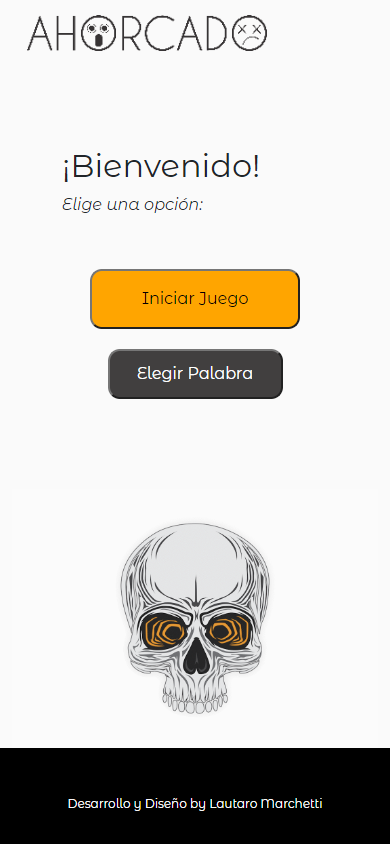 AHORCADO
¡Bienvenido!
Elige una opción:
Iniciar Juego
Elegir Palabra
Desarrollo y Diseño by Lautaro Marchetti